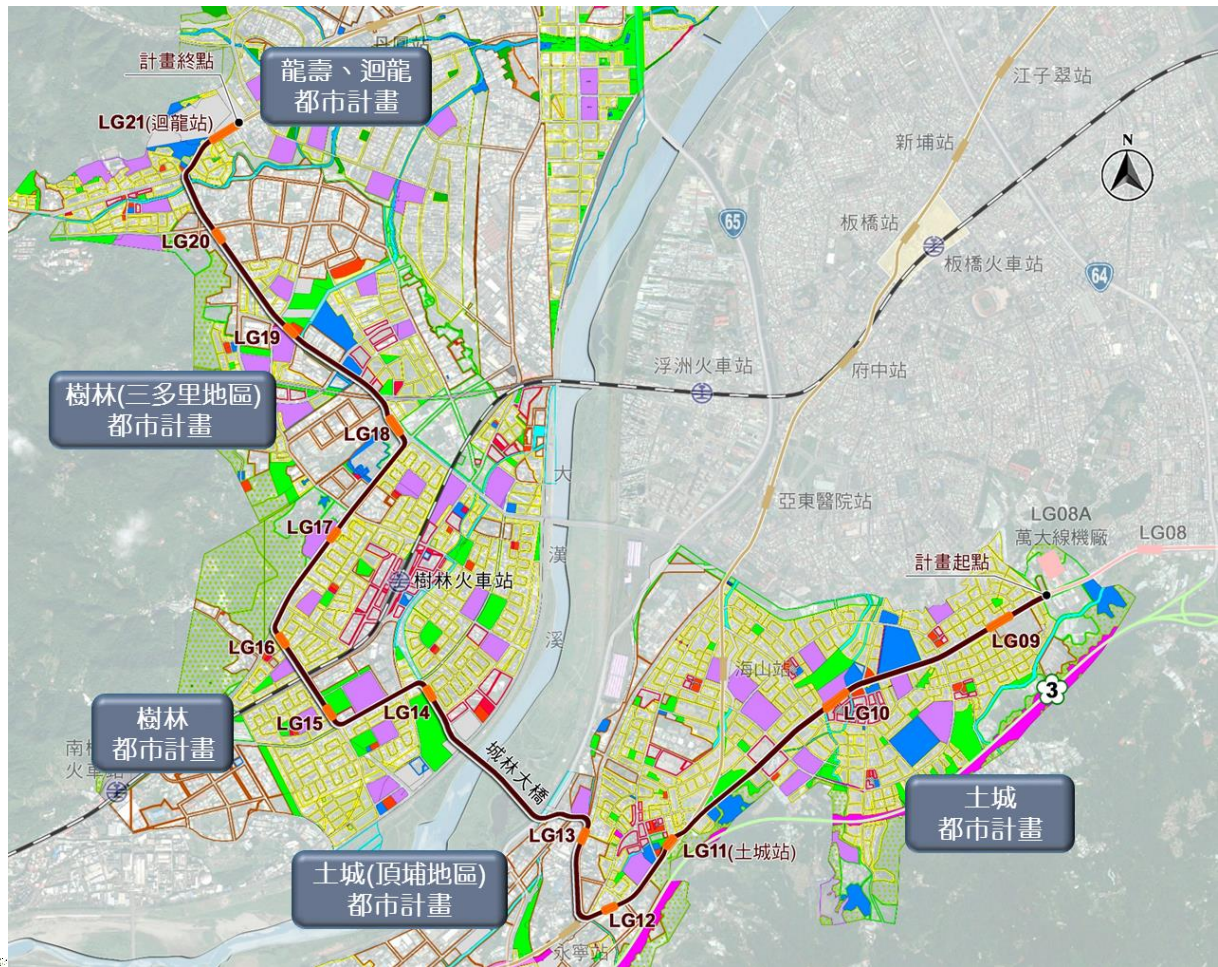 丹鳳站
計畫終點
龍壽、迴龍
都市計畫
江子翠站
LG21(迴龍站)
新埔站
N
65
板橋站
LG20
板橋火車站
64
LG19
浮洲火車站
府中站
樹林(三多里地區)
都市計畫
LG18
大
漢
溪
亞東醫院站
LG08A
萬大線機廠
LG08
LG17
計畫起點
樹林火車站
LG16
LG09
海山站
3
LG15
LG14
LG10
樹林
都市計畫
火車站
城林大橋
土城
都市計畫
LG13
LG11(土城站)
土城(頂埔地區)
都市計畫
LG12
永寧站